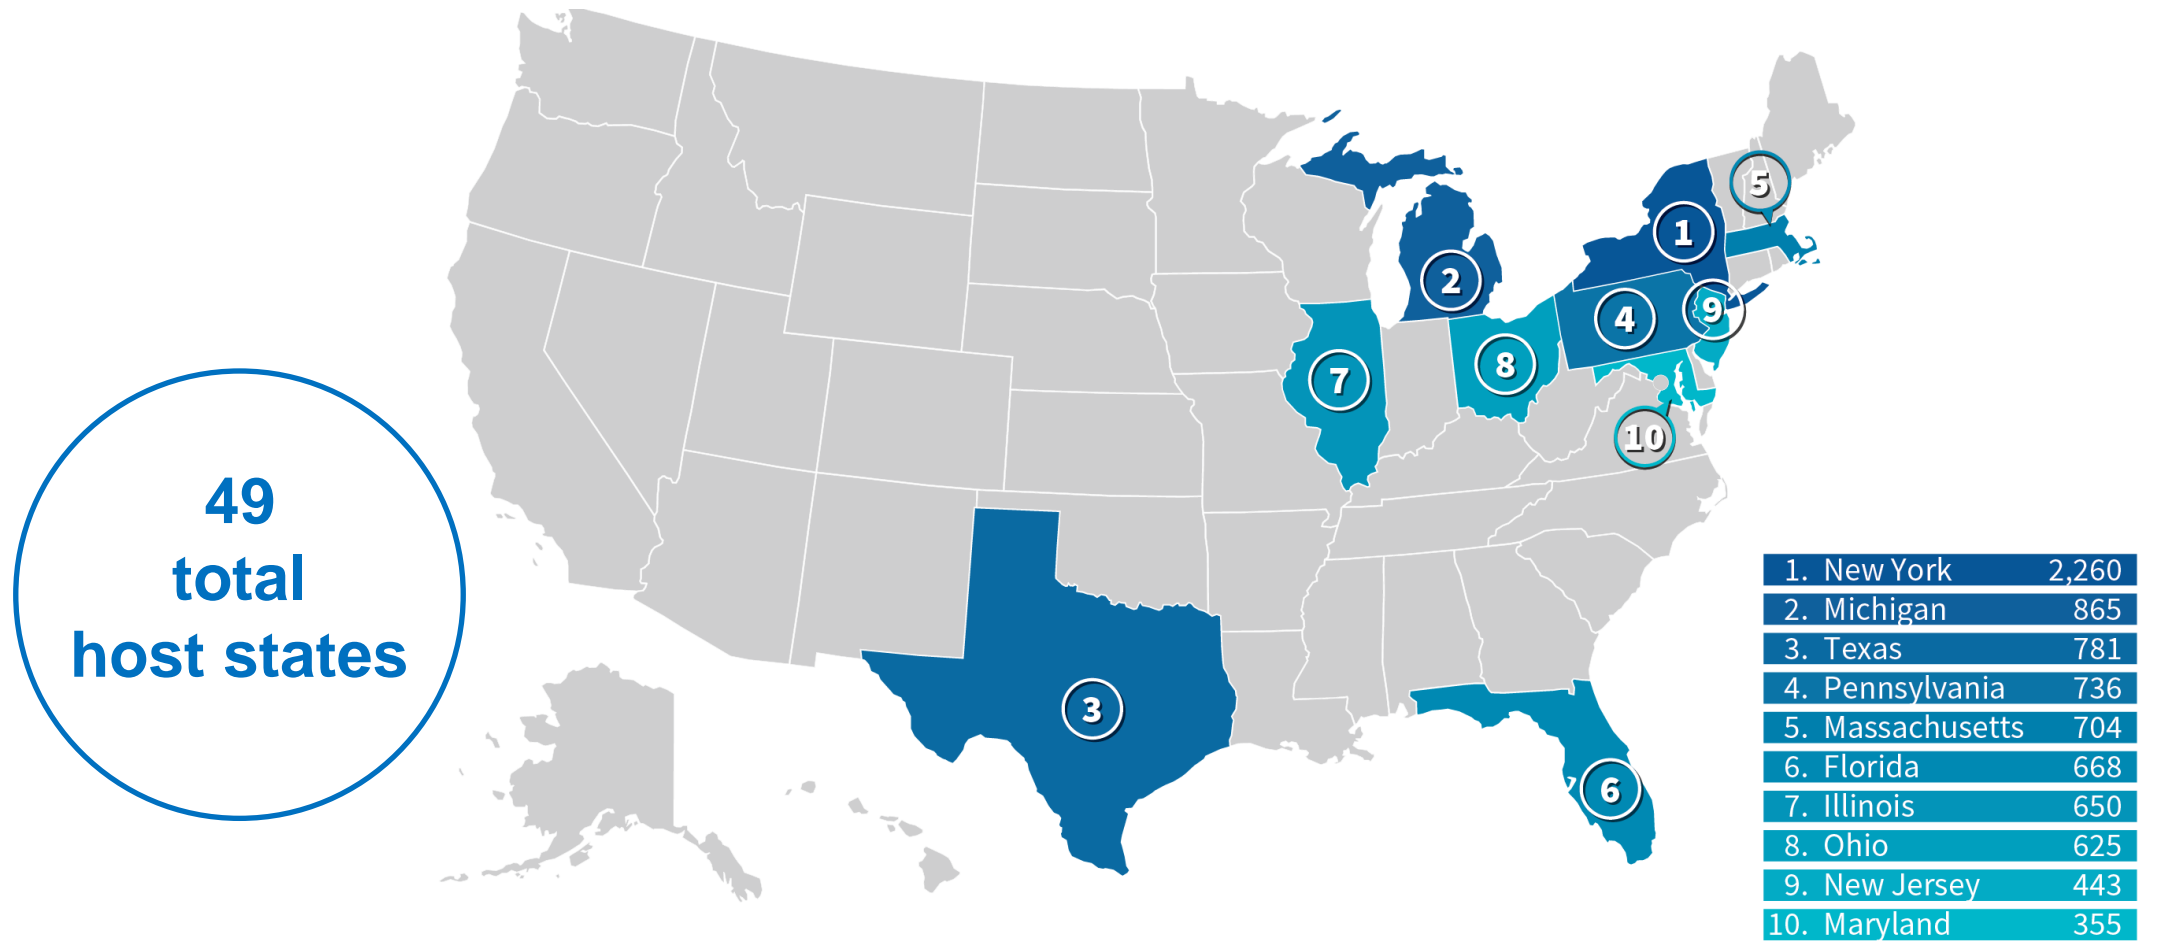 49
total
host states
1
2
3
4
5
6
7
8
9
10
1. New York 2,260
2. Michigan 865
3. Texas 781
4. Pennsylvania 736
5. Massachusetts 704
6. Florida 668
7. Illinois 650
8. Ohio 625
9. New Jersey 443
10. Maryland 355